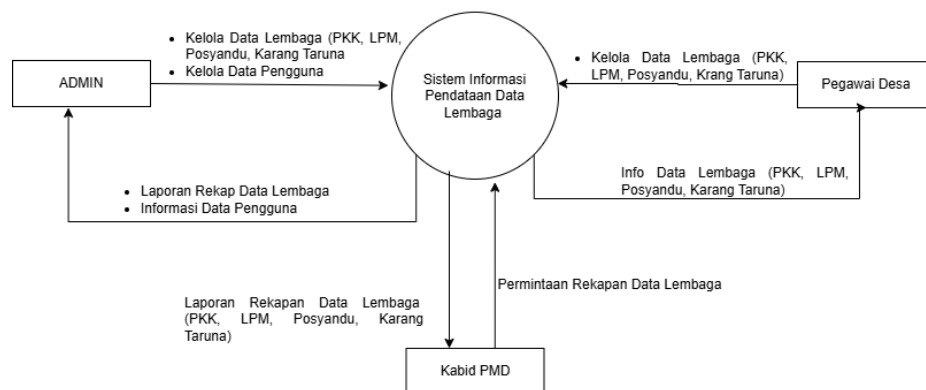 • Kelola Data Lembaga (PKK, LPM,
Posyandu, Karang Taruna
• Kelola Data Pengguna
ADMIN
Sistem Informasi
Pendataan Data
Lembaga
• Kelola Data Lembaga (PKK,
LPM, Posyandu, Krang Taruna)
Pegawai Desa
• Laporan Rekap Data Lembaga
• Informasi Data Pengguna
Info Data Lembaga (PKK, LPM,
Posyandu, Karang Taruna)
Laporan Rekapan Data Lembaga
(PKK, LPM, Posyandu, Karang
Taruna)
Permintaan Rekapan Data Lembaga
Kabid PMD